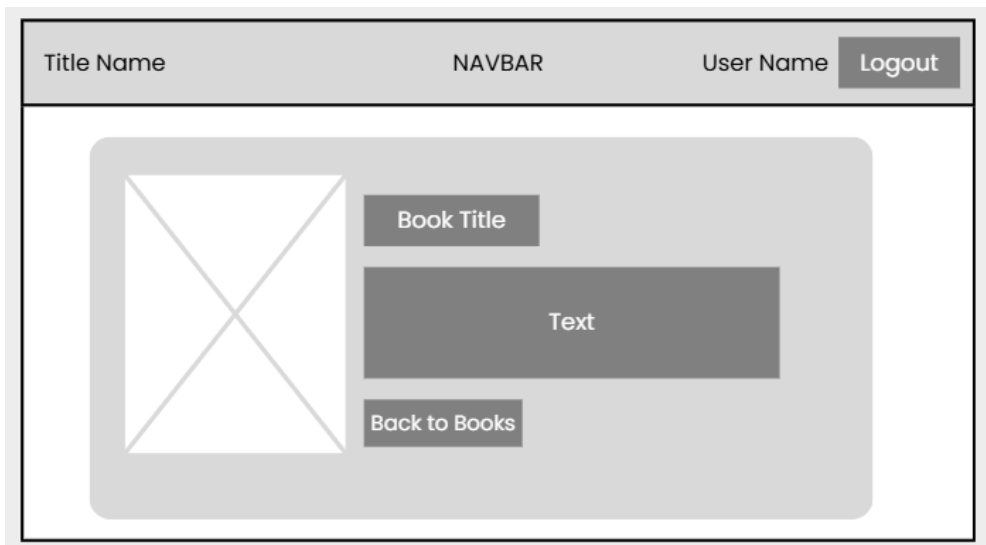 Title Name NAVBAR User Name Logout
Book Title
Text
Back to Books